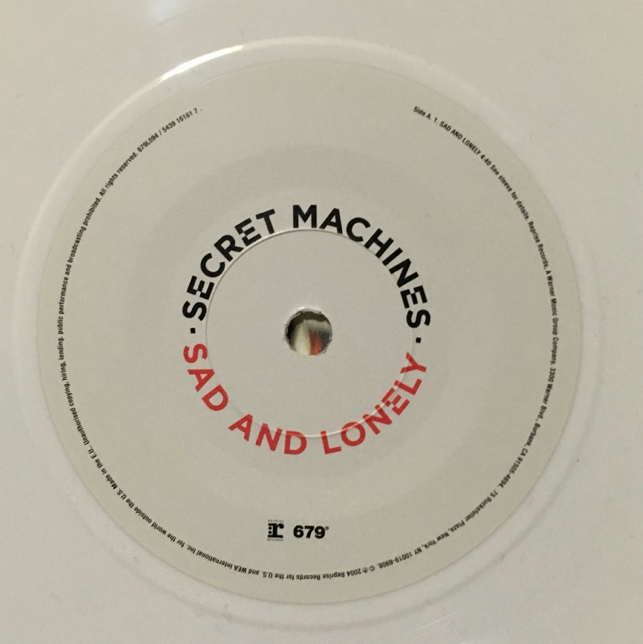 SECRET MACHINES
SAD AND LONELY
r 679
Side A. 1. SAD AND LONELY 4:40 See sleeve for details. Reprise Records, A Warner Music Group Company. 3300 Warner Blvd., Burbank, CA 91505-4694. 75 Rockefeller Plaza, New York, NY 10019-6908. © ℗ 2004 Reprise Records for the U.S. and WEA International Inc. for the world outside the U.S. Made in the E.U. Unauthorised copying, hiring, lending, public performance and broadcasting prohibited. All rights reserved. 679L094 / 5439 16161 7.